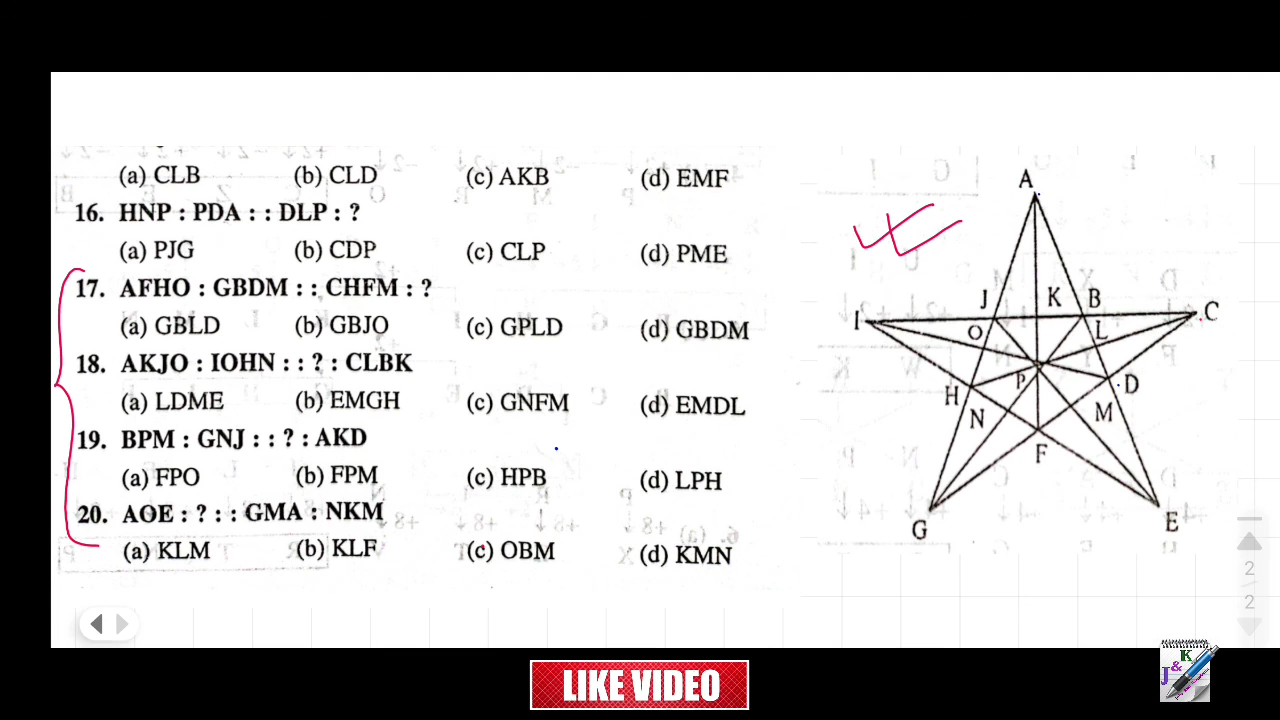 (a) CLB (b) CLD (c) AKB (d) EMF
16. HNP : PDA : : DLP : ?
(a) PJG (b) CDP (c) CLP (d) PME
17. AFHO : GBDM : : CHFM : ?
(a) GBLD (b) GBJO (c) GPLD (d) GBDM
18. AKJO : IOHN : : ? : CLBK
(a) LDME (b) EMGH (c) GNFM (d) EMDL
19. BPM : GNJ : : ? : AKD
(a) FPO (b) FPM (c) HPB (d) LPH
20. AOE : ? : : GMA : NKM
(a) KLM (b) KLF (c) OBM (d) KMN
A
J K B
I C
O L
P D
H
N M
F
G E
2
2
J&K
LIKE VIDEO